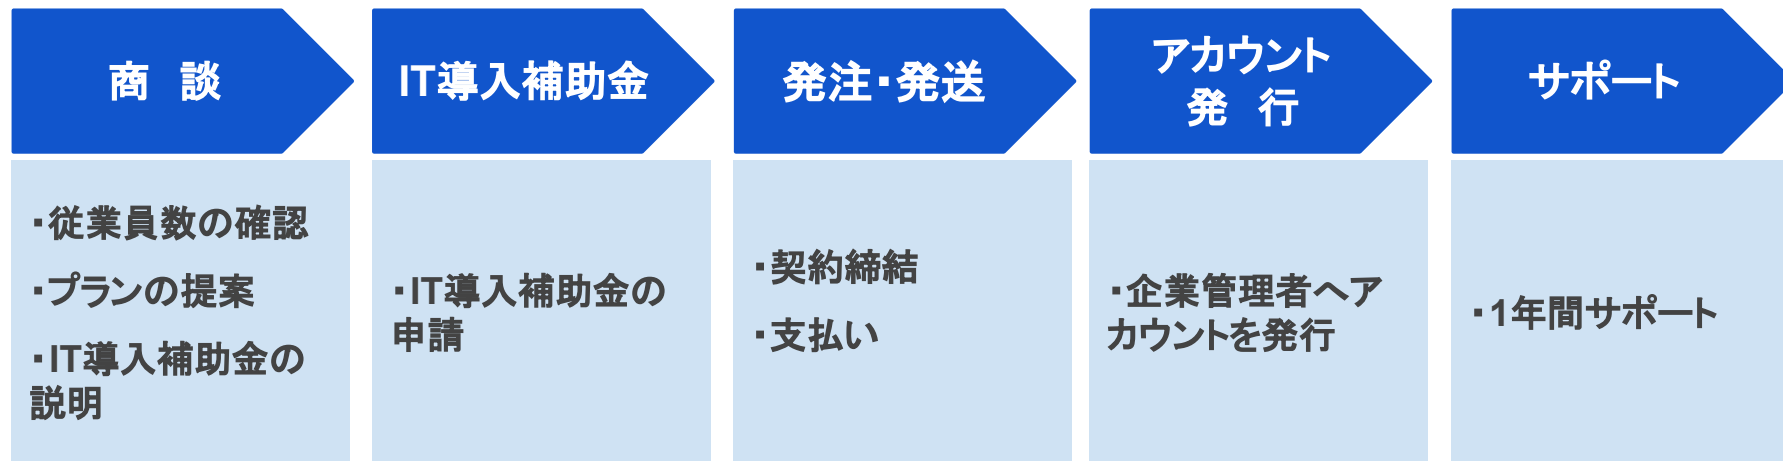 商　談
・従業員数の確認
・プランの提案
・IT導入補助金の
説明
IT導入補助金
・IT導入補助金の
申請
発注・発送
・契約締結
・支払い
アカウント
発　行
・企業管理者へア
カウントを発行
サポート
・1年間サポート